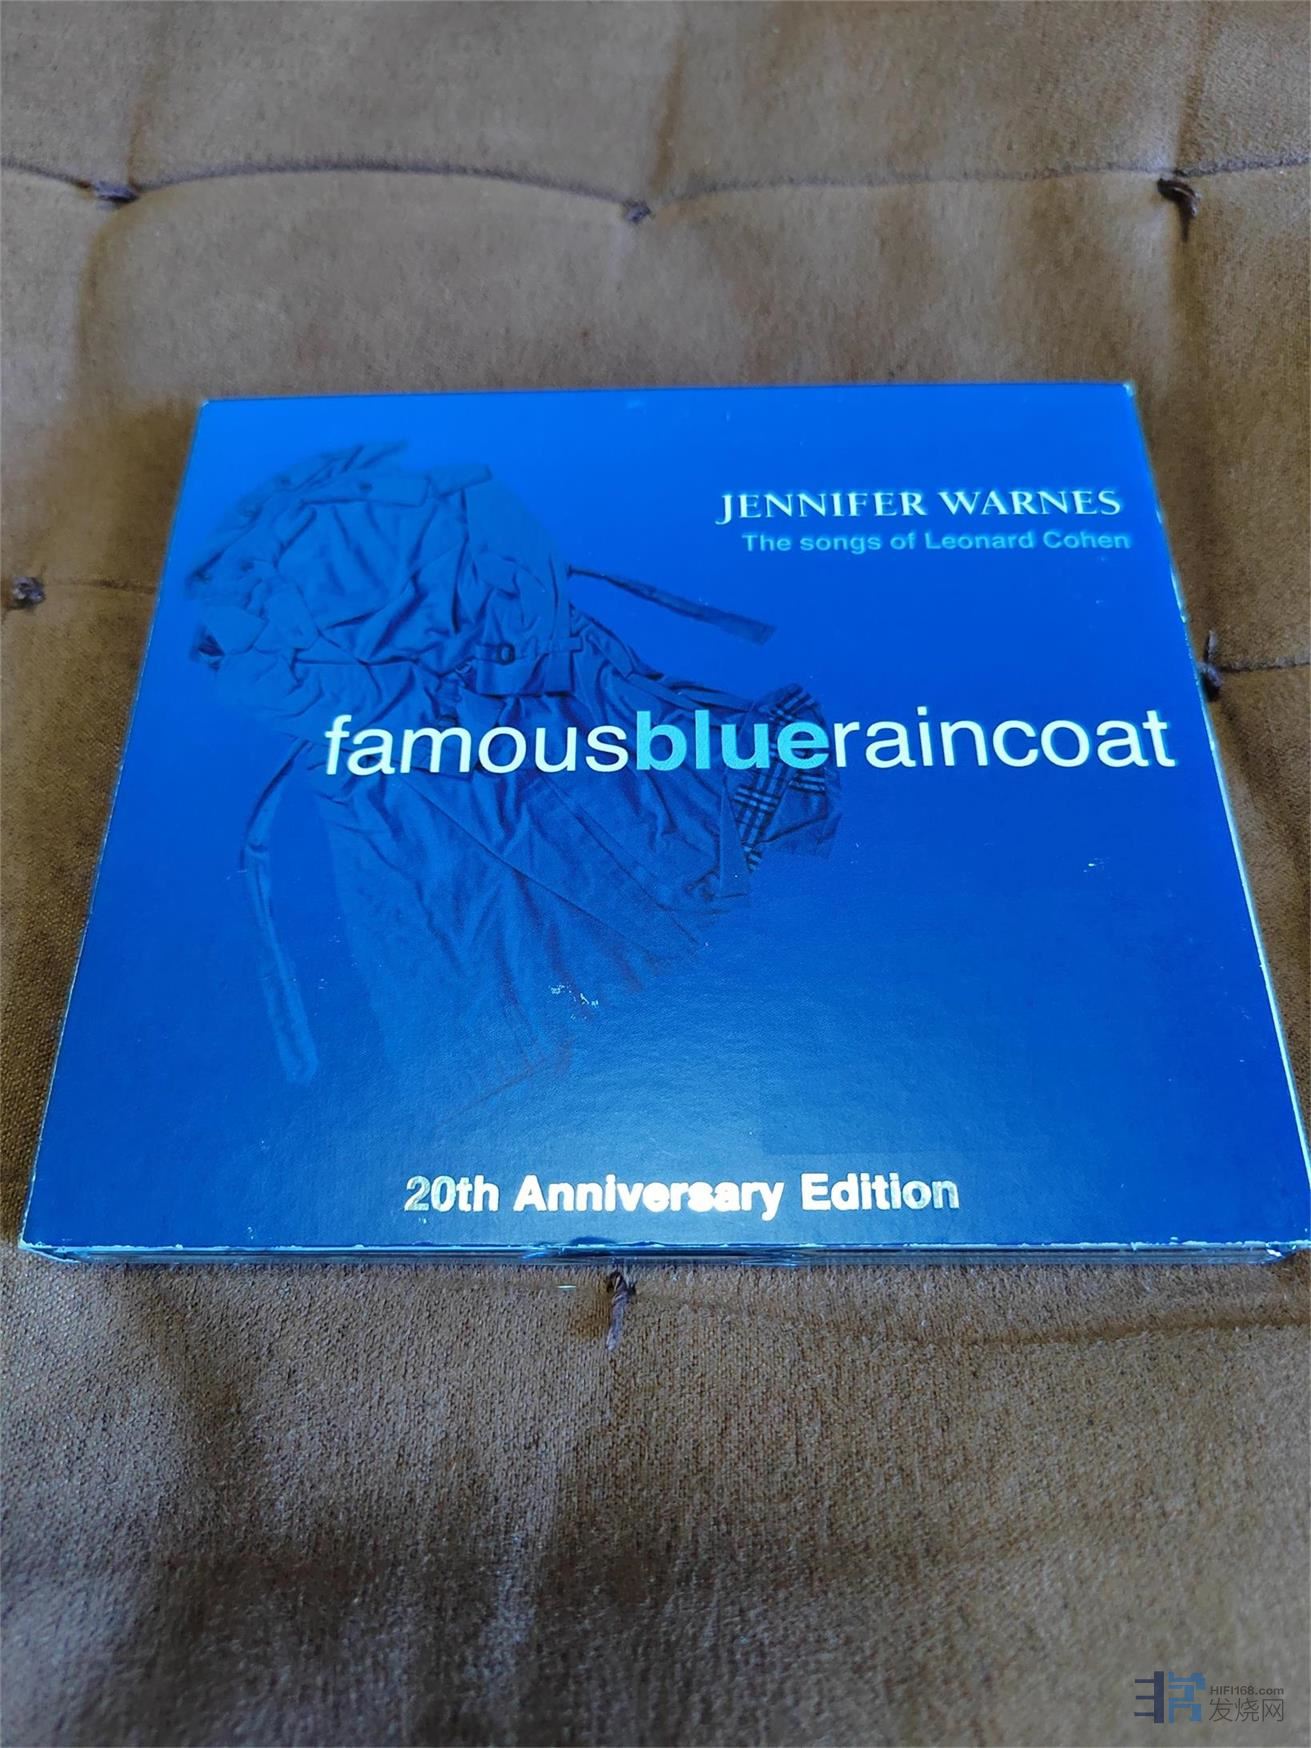 JENNIFER WARNES
The songs of Leonard Cohen
famousblueraincoat
20th Anniversary Edition
HIFI168.com
发烧网